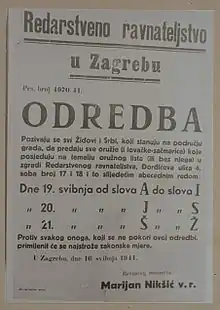 Redarstveno ravnateljstvo
u Zagrebu
Pov. broj 1970-41.
ODREDBA
Pozivaju se svi Židovi i Srbi, koji stanuju na području
grada, da predaju sve oružje (i lovačke-sačmarice) koje
posjeduju na temelju oružnog lista (ili bez njega) u
zgradi Redarstvenog ravnateljstva, Đorđićeva ulica 4.
soba broj 17 i 18 i to slijedećim abecednim redom:
Dne 19. svibnja od slova A do slova I
" 20. " " J " " S
" 21. " " Š " " Ž
Protiv svakog onoga, koji se ne pokori ovoj odredbi,
primijenit će se najstrože zakonske mjere.
U Zagrebu, dne 16 svibnja 1941.
Marijan Nikšić v. r.